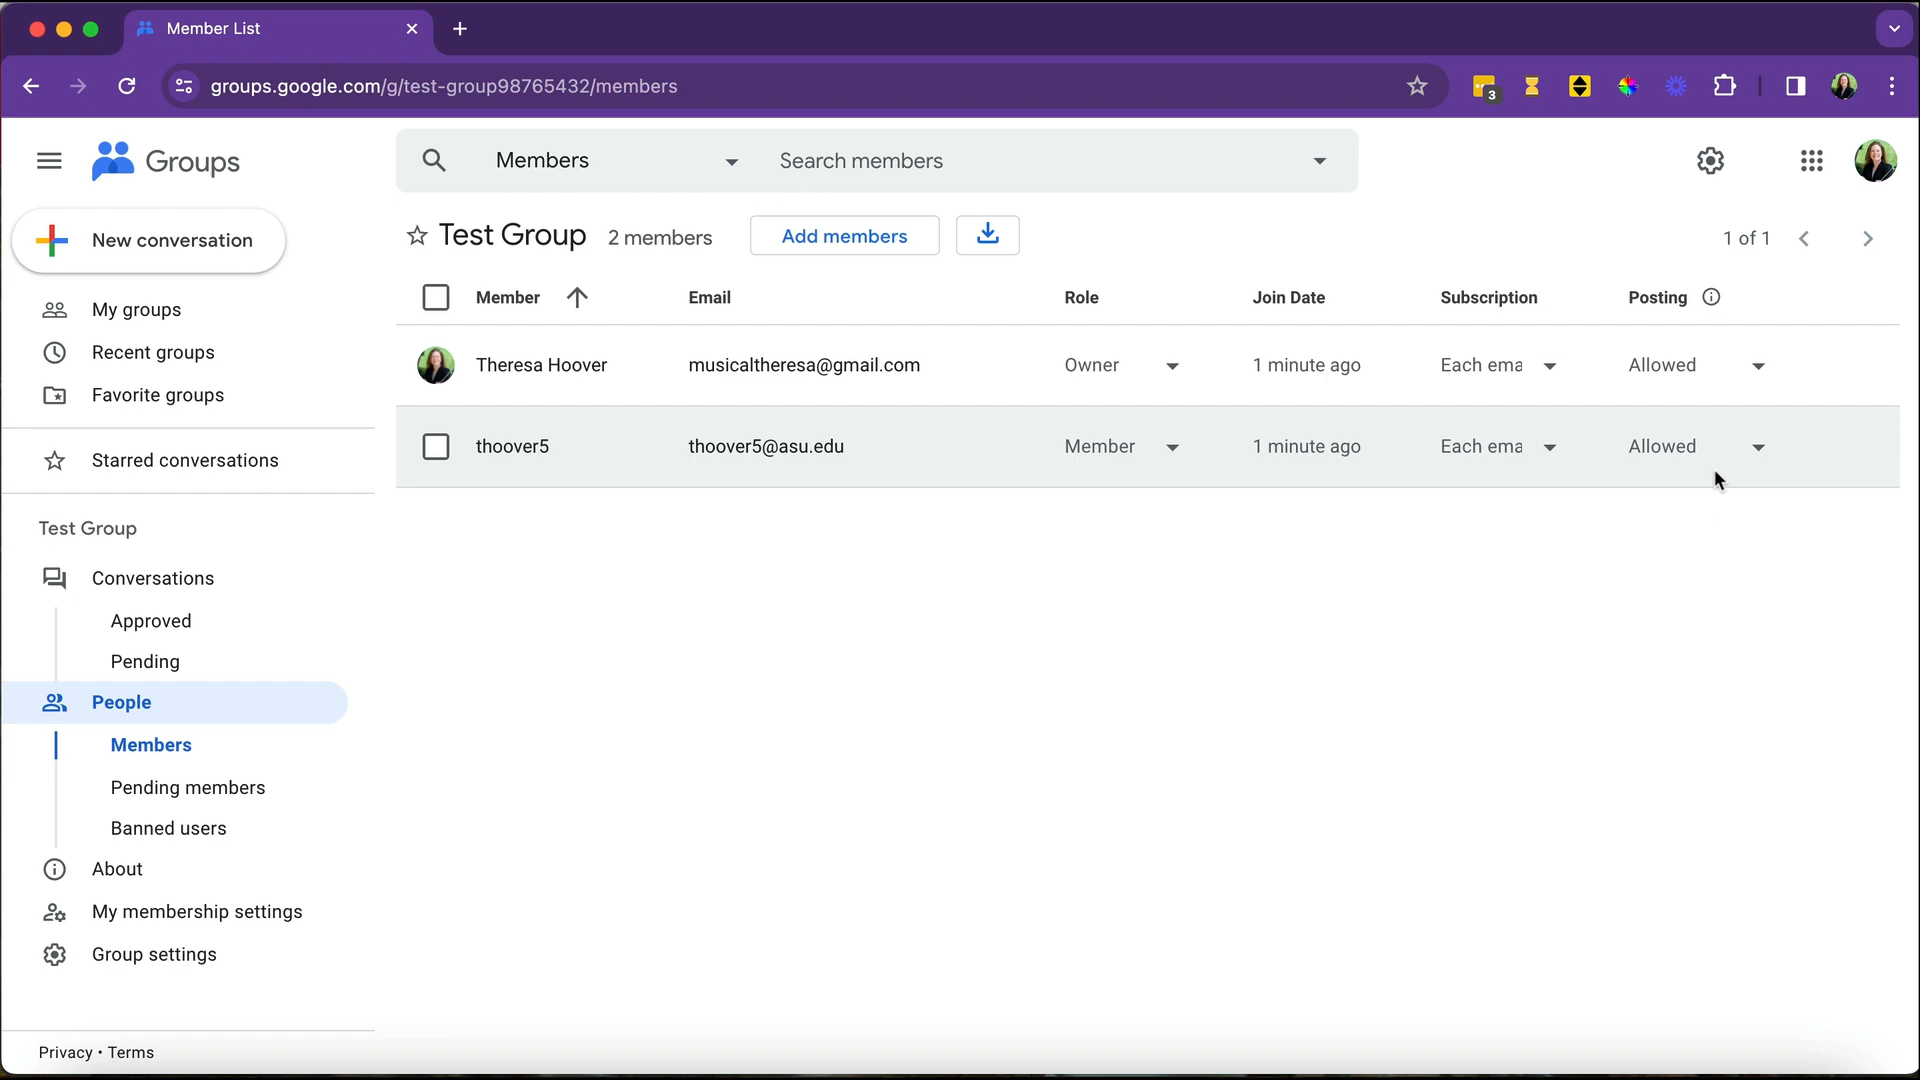 Member List
groups.google.com/g/test-group98765432/members
3
Groups
Members
Search members
New conversation
Test Group 2 members Add members
1 of 1
Member Email Role Join Date Subscription Posting
Theresa Hoover musicaltheresa@gmail.com Owner 1 minute ago Each ema Allowed
thoover5 thoover5@asu.edu Member 1 minute ago Each ema Allowed
My groups
Recent groups
Favorite groups
Starred conversations
Test Group
Conversations
Approved
Pending
People
Members
Pending members
Banned users
About
My membership settings
Group settings
Privacy • Terms